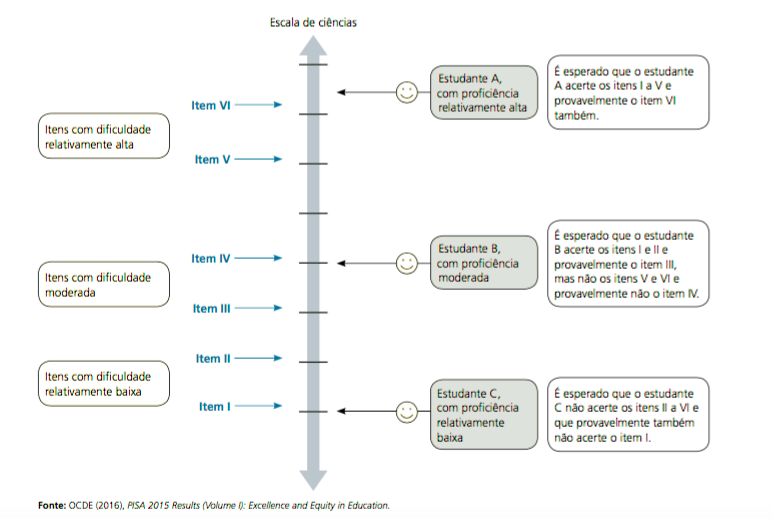 Escala de ciências
Estudante A,
com proficiência
relativamente alta
É esperado que o estudante
A acerte os itens I a V e
provavelmente o item VI
também.
Item VI
Itens com dificuldade
relativamente alta
Item V
Estudante B,
com proficiência
moderada
É esperado que o estudante
B acerte os itens I e II e
provavelmente o item III,
mas não os itens V e VI e
provavelmente não o item IV.
Item IV
Itens com dificuldade
moderada
Item III
Item II
Itens com dificuldade
relativamente baixa
Item I
Estudante C,
com proficiência
relativamente
baixa
É esperado que o estudante
C não acerte os itens II a VI e
que provavelmente também
não acerte o item I.
Fonte: OCDE (2016), PISA 2015 Results (Volume I): Excellence and Equity in Education.